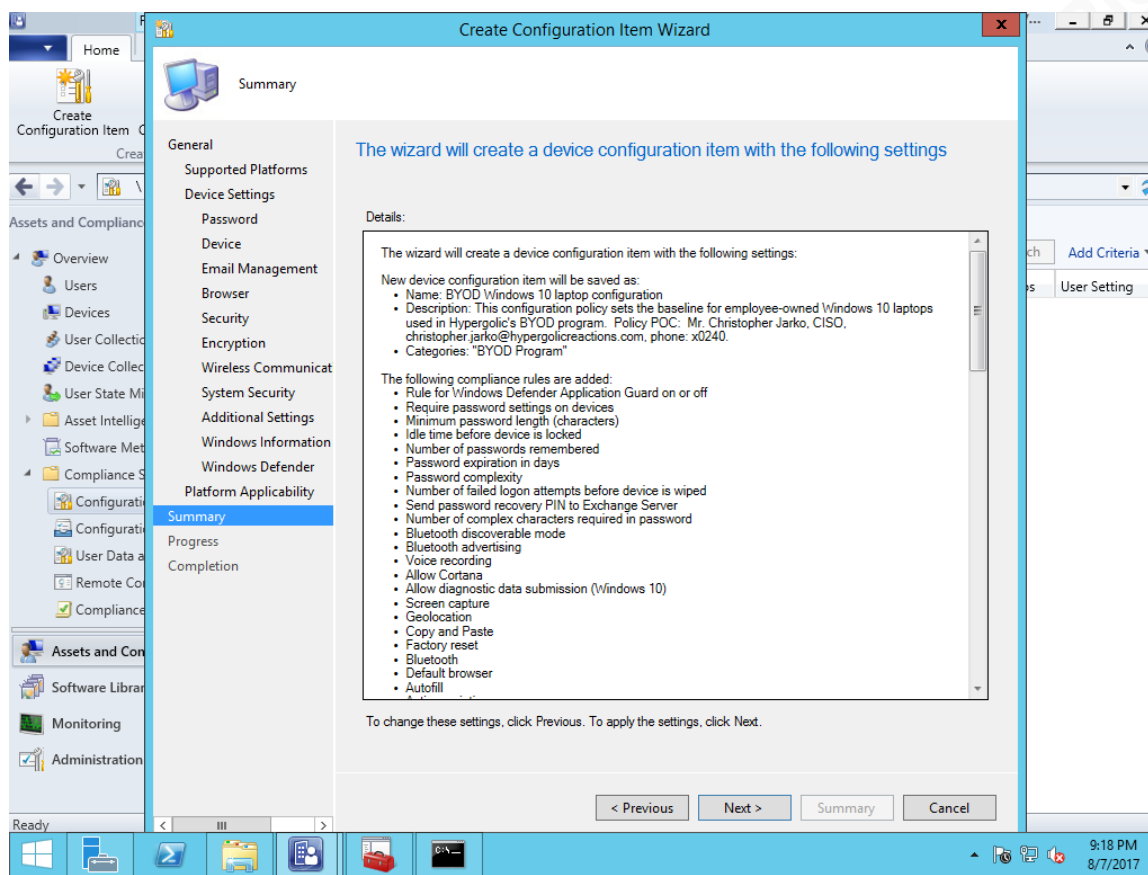 Create Configuration Item Wizard
Home
Create
Configuration Item
Crea
Summary
General
Supported Platforms
Device Settings
Password
Device
Email Management
Browser
Security
Encryption
Wireless Communicat
System Security
Additional Settings
Windows Information
Windows Defender
Platform Applicability
Summary
Progress
Completion
The wizard will create a device configuration item with the following settings
Details:
The wizard will create a device configuration item with the following settings:
New device configuration item will be saved as:
• Name: BYOD Windows 10 laptop configuration
• Description: This configuration policy sets the baseline for employee-owned Windows 10 laptops
used in Hypergolic's BYOD program.  Policy POC:  Mr. Christopher Jarko, CISO,
christopher.jarko@hypergolicreactions.com, phone: x0240.
• Categories: "BYOD Program"
The following compliance rules are added:
• Rule for Windows Defender Application Guard on or off
• Require password settings on devices
• Minimum password length (characters)
• Idle time before device is locked
• Number of passwords remembered
• Password expiration in days
• Password complexity
• Number of failed logon attempts before device is wiped
• Send password recovery PIN to Exchange Server
• Number of complex characters required in password
• Bluetooth discoverable mode
• Bluetooth advertising
• Voice recording
• Allow Cortana
• Allow diagnostic data submission (Windows 10)
• Screen capture
• Geolocation
• Copy and Paste
• Factory reset
• Bluetooth
• Default browser
• Autofill
To change these settings, click Previous. To apply the settings, click Next.
< Previous
Next >
Summary
Cancel
Assets and Complianc
Overview
Users
Devices
User Collectic
Device Collec
User State Mi
Asset Intellige
Software Met
Compliance S
Configurati
Configurati
User Data a
Remote Co
Compliance
Assets and Con
Software Librar
Monitoring
Administration
Ready
ch
Add Criteria
User Setting
9:18 PM
8/7/2017